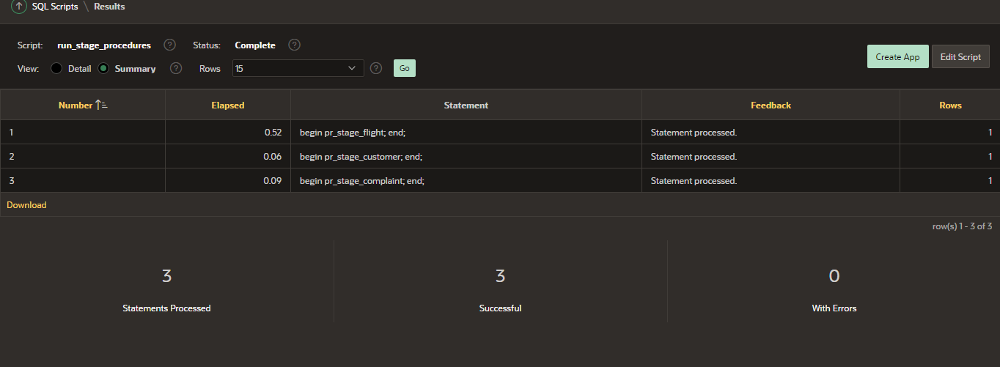 SQL Scripts \ Results
Script: run_stage_procedures ? Status: Complete ?
Create App Edit Script
View: Detail Summary ? Rows 15 ? Go
Number Elapsed Statement Feedback Rows
1 0.52 begin pr_stage_flight; end; Statement processed. 1
2 0.06 begin pr_stage_customer; end; Statement processed. 1
3 0.09 begin pr_stage_complaint; end; Statement processed. 1
Download
row(s) 1 - 3 of 3
3 3 0
Statements Processed Successful With Errors